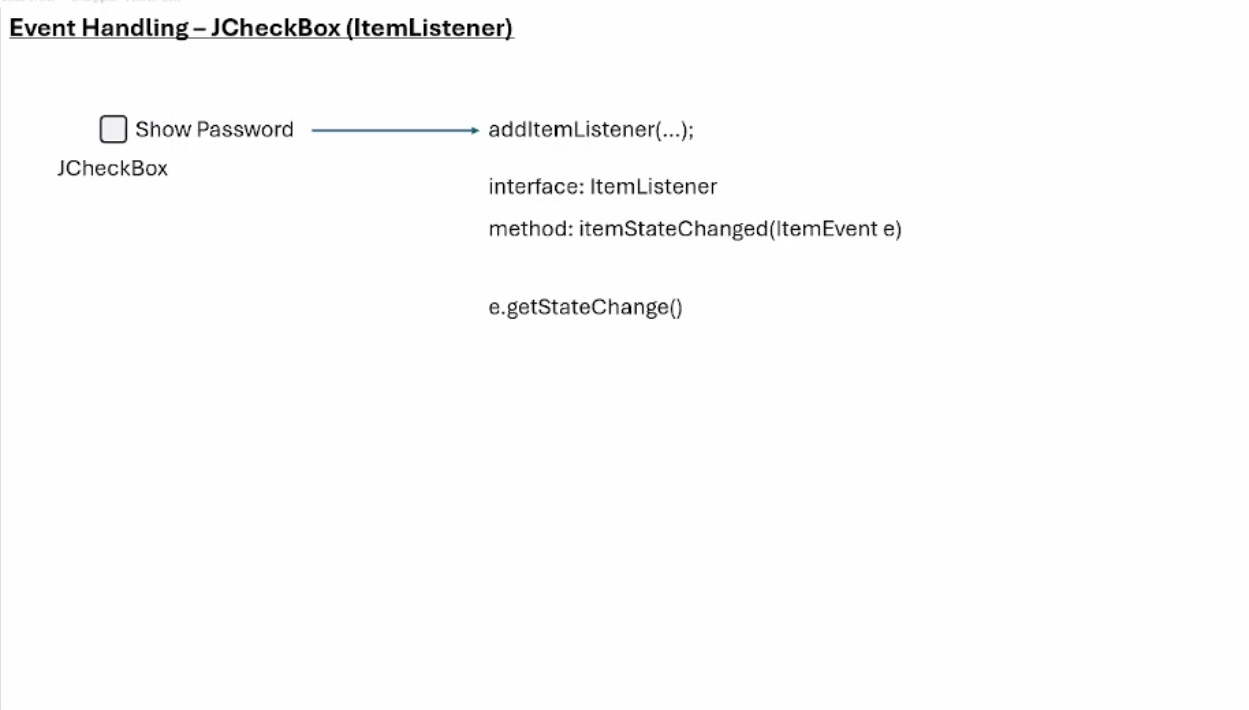 Event Handling – JCheckBox (ItemListener)
Show Password
addItemListener(...);
JCheckBox
interface: ItemListener
method: itemStateChanged(ItemEvent e)
e.getStateChange()